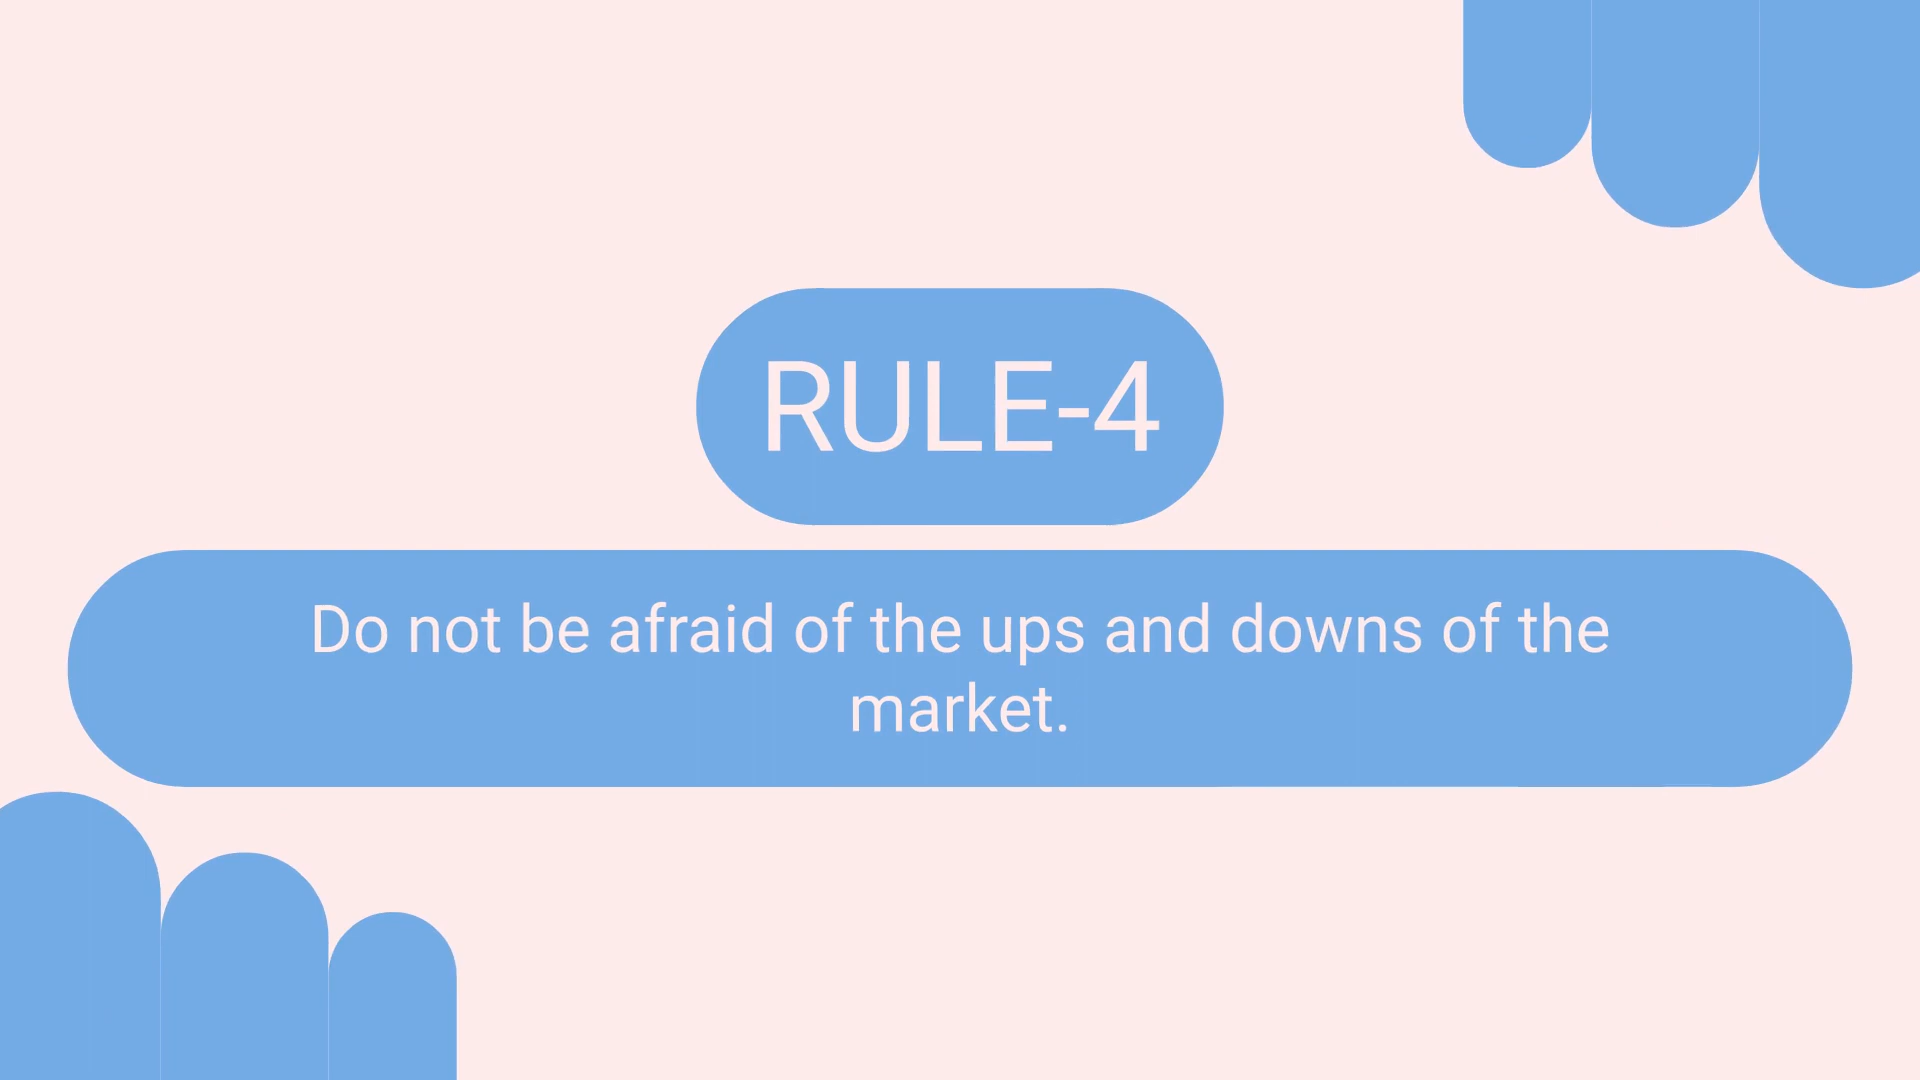 RULE-4
Do not be afraid of the ups and downs of the
market.